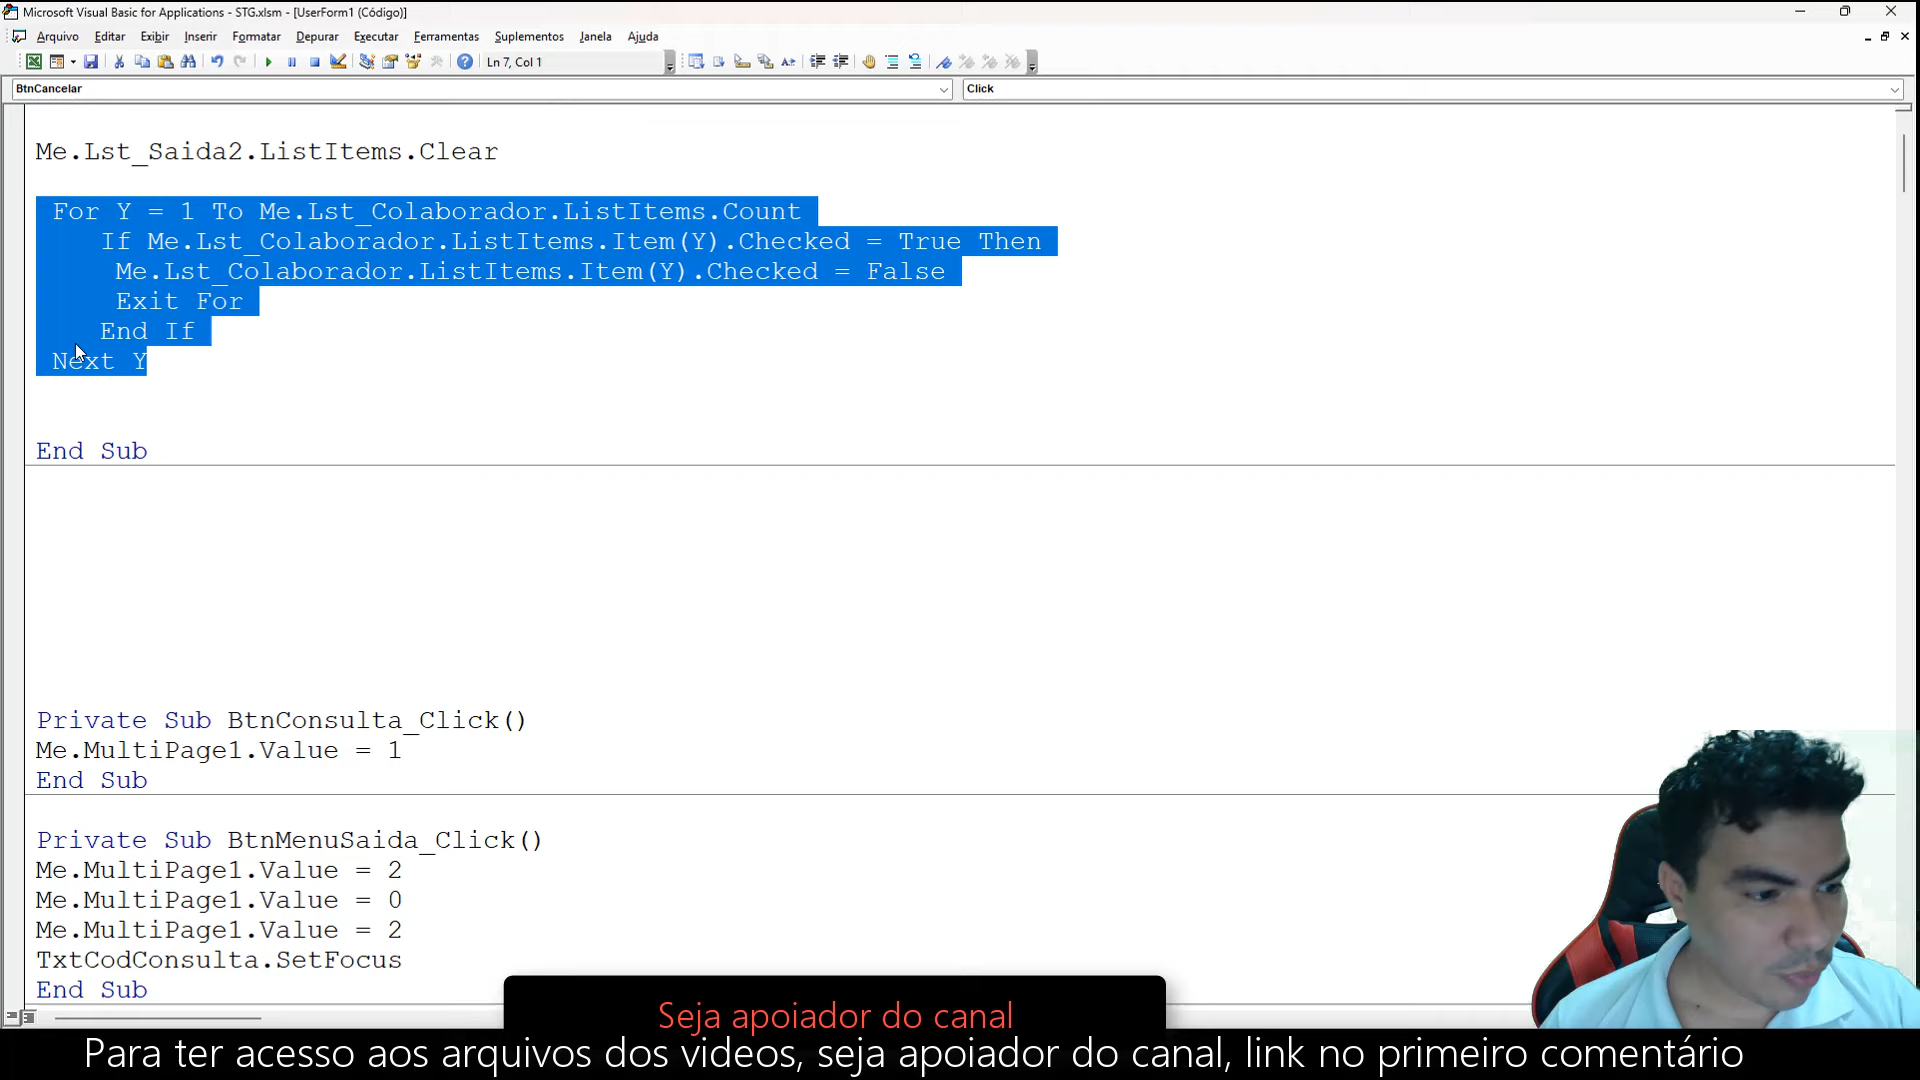 Microsoft Visual Basic for Applications - STG.xlsm - [UserForm1 (Código)]
Arquivo Editar Exibir Inserir Formatar Depurar Executar Ferramentas Suplementos Janela Ajuda
Ln 7, Col 1
BtnCancelar Click
Me.Lst_Saida2.ListItems.Clear
For Y = 1 To Me.Lst_Colaborador.ListItems.Count
If Me.Lst_Colaborador.ListItems.Item(Y).Checked = True Then
Me.Lst_Colaborador.ListItems.Item(Y).Checked = False
Exit For
End If
Next Y
End Sub
Private Sub BtnConsulta_Click()
Me.MultiPage1.Value = 1
End Sub
Private Sub BtnMenuSaida_Click()
Me.MultiPage1.Value = 2
Me.MultiPage1.Value = 0
Me.MultiPage1.Value = 2
TxtCodConsulta.SetFocus
End Sub
Seja apoiador do canal
Para ter acesso aos arquivos dos videos, seja apoiador do canal, link no primeiro comentário